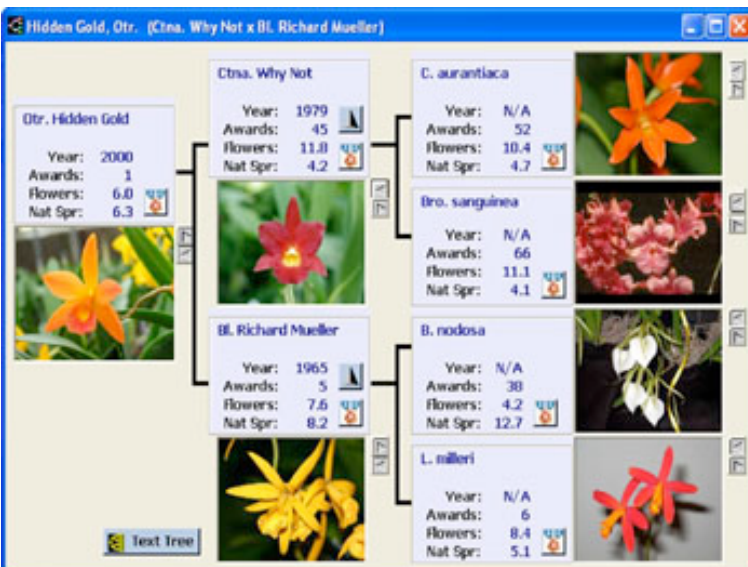 Hidden Gold, Otr. (Ctna. Why Not x Bl. Richard Mueller)
Otr. Hidden Gold
Year: 2000
Awards: 1
Flowers: 6.0
Nat Spr: 6.3
Ctna. Why Not
Year: 1979
Awards: 45
Flowers: 11.8
Nat Spr: 4.2
Bl. Richard Mueller
Year: 1965
Awards: 5
Flowers: 7.6
Nat Spr: 8.2
C. aurantiaca
Year: N/A
Awards: 52
Flowers: 10.4
Nat Spr: 4.7
Bro. sanguinea
Year: N/A
Awards: 66
Flowers: 11.1
Nat Spr: 4.1
B. nodosa
Year: N/A
Awards: 38
Flowers: 4.2
Nat Spr: 12.7
L. milleri
Year: N/A
Awards: 6
Flowers: 8.4
Nat Spr: 5.1
Text Tree